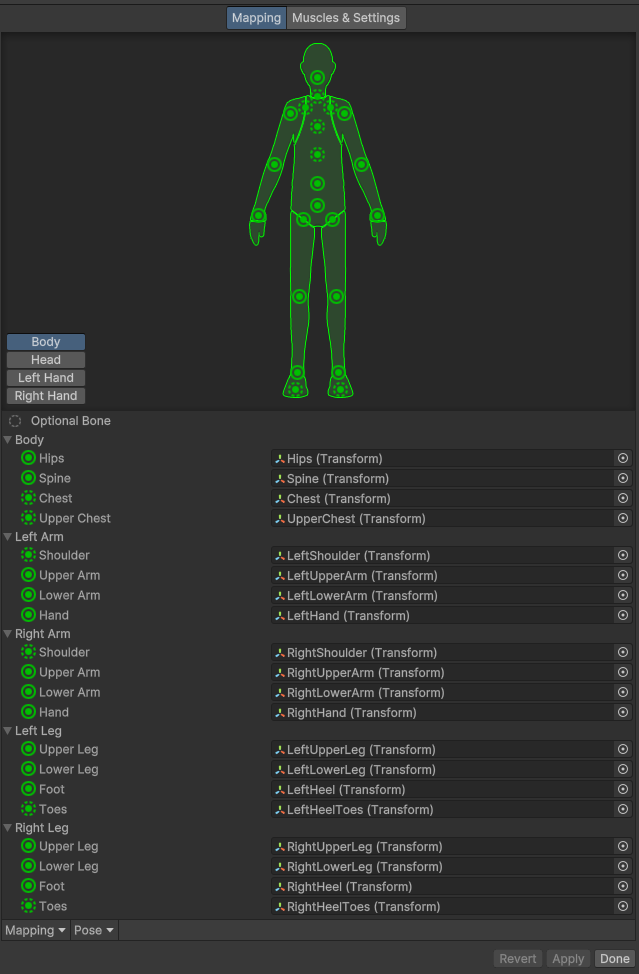 Mapping Muscles & Settings
Body
Head
Left Hand
Right Hand
Optional Bone
Body
Hips Hips (Transform)
Spine Spine (Transform)
Chest Chest (Transform)
Upper Chest UpperChest (Transform)
Left Arm
Shoulder LeftShoulder (Transform)
Upper Arm LeftUpperArm (Transform)
Lower Arm LeftLowerArm (Transform)
Hand LeftHand (Transform)
Right Arm
Shoulder RightShoulder (Transform)
Upper Arm RightUpperArm (Transform)
Lower Arm RightLowerArm (Transform)
Hand RightHand (Transform)
Left Leg
Upper Leg LeftUpperLeg (Transform)
Lower Leg LeftLowerLeg (Transform)
Foot LeftHeel (Transform)
Toes LeftHeelToes (Transform)
Right Leg
Upper Leg RightUpperLeg (Transform)
Lower Leg RightLowerLeg (Transform)
Foot RightHeel (Transform)
Toes RightHeelToes (Transform)
Mapping Pose
Revert Apply Done